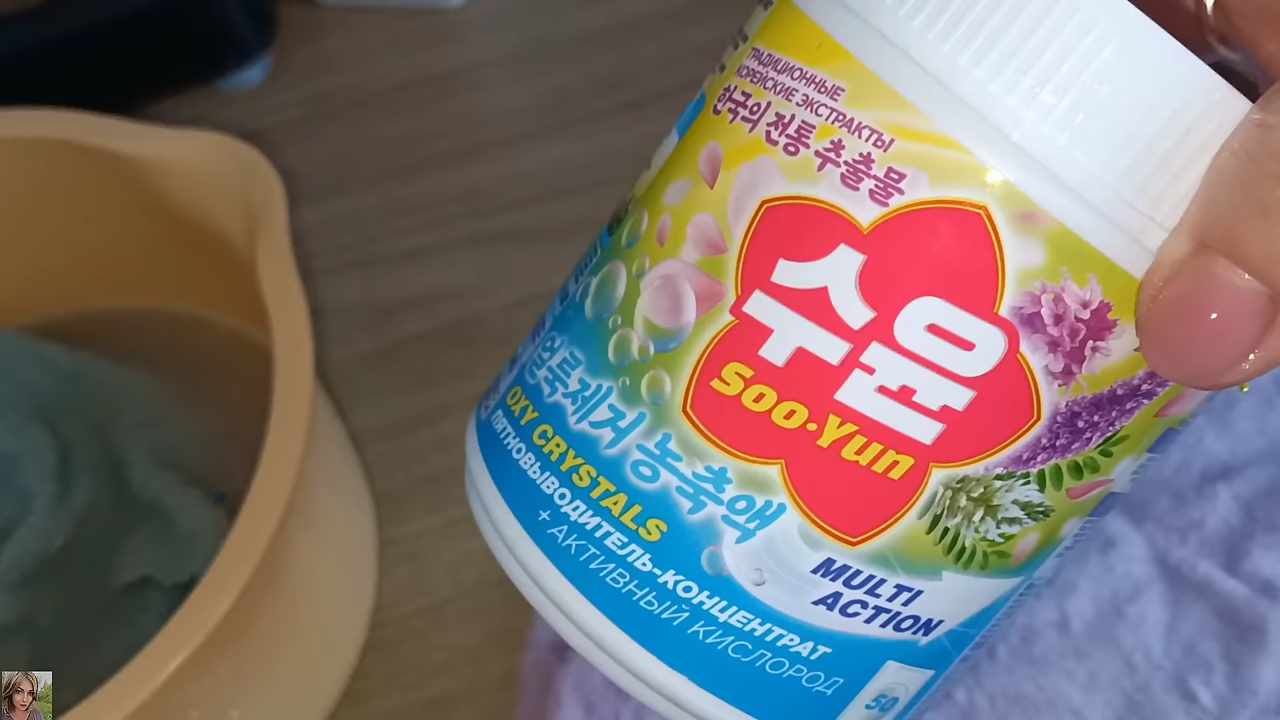 ТРАДИЦИОННЫЕ
КОРЕЙСКИЕ ЭКСТРАКТЫ
한국의 전통 추출물
수윤
Soo·Yun
얼룩제거 농축액
OXY CRYSTALS
ПЯТНОВЫВОДИТЕЛЬ-КОНЦЕНТРАТ
+ АКТИВНЫЙ КИСЛОРОД
MULTI
ACTION
50